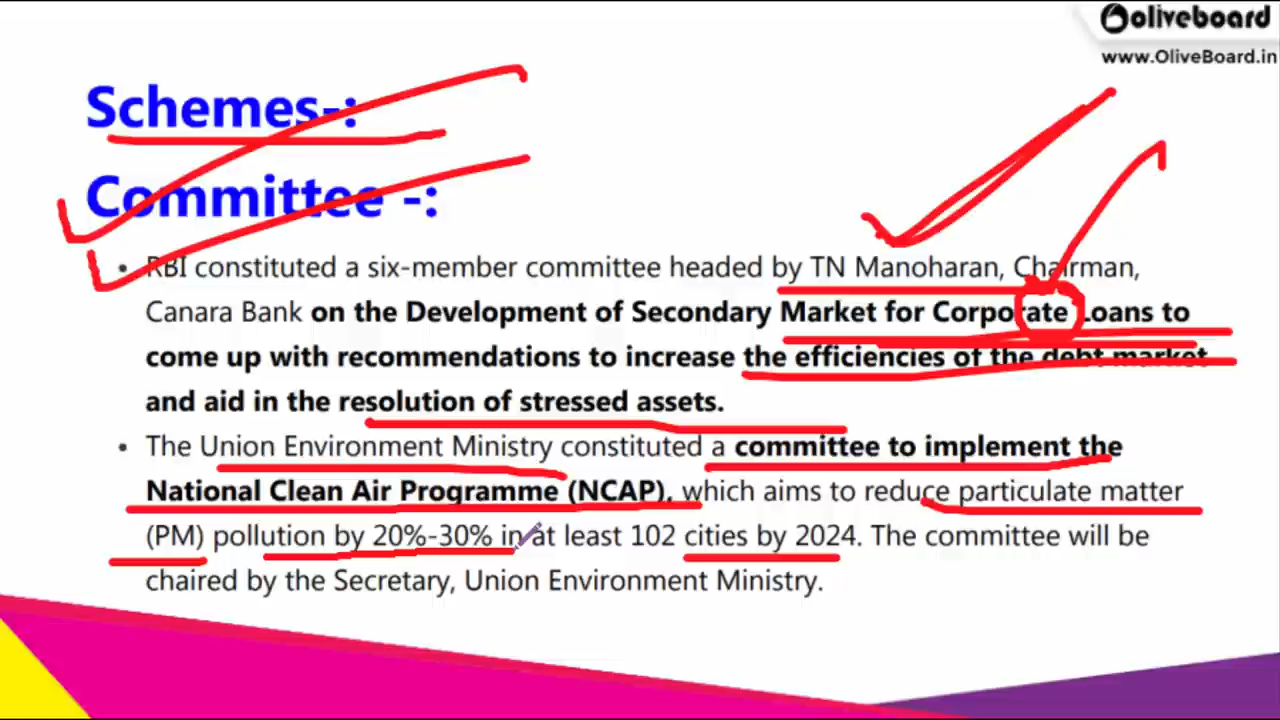 oliveboard
www.OliveBoard.in
Schemes-:
Committee -:
• RBI constituted a six-member committee headed by TN Manoharan, Chairman,
Canara Bank on the Development of Secondary Market for Corporate Loans to
come up with recommendations to increase the efficiencies of the debt market
and aid in the resolution of stressed assets.
• The Union Environment Ministry constituted a committee to implement the
National Clean Air Programme (NCAP), which aims to reduce particulate matter
(PM) pollution by 20%-30% in at least 102 cities by 2024. The committee will be
chaired by the Secretary, Union Environment Ministry.